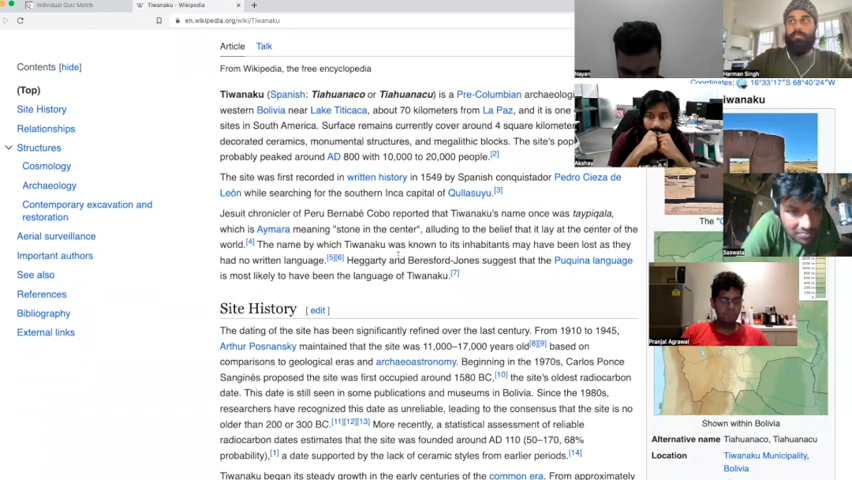 Individual Quiz Match
Tiwanaku - Wikipedia
en.wikipedia.org/wiki/Tiwanaku
Contents [hide]
(Top)
Site History
Relationships
Structures
Cosmology
Archaeology
Contemporary excavation and
restoration
Aerial surveillance
Important authors
See also
References
Bibliography
External links
Article Talk
From Wikipedia, the free encyclopedia
Tiwanaku (Spanish: Tiahuanaco or Tiahuanacu) is a Pre-Columbian
western Bolivia near Lake Titicaca, about 70 kilometers from La Paz, and it is one
sites in South America. Surface remains currently cover around 4 square
decorated ceramics, monumental structures, and megalithic blocks. The site's
probably peaked around AD 800 with 10,000 to 20,000 people.[2]
The site was first recorded in written history in 1549 by Spanish conquistador Pedro Cieza de
León while searching for the southern Inca capital of Qullasuyu.[3]
Jesuit chronicler of Peru Bernabé Cobo reported that Tiwanaku's name once was taypiqala,
which is Aymara meaning "stone in the center", alluding to the belief that it lay at the center of the
world.[4] The name by which Tiwanaku was known to its inhabitants may have been lost as they
had no written language.[5][6] Heggarty and Beresford-Jones suggest that the Puquina language
is most likely to have been the language of Tiwanaku.[7]
Site History [ edit ]
The dating of the site has been significantly refined over the last century. From 1910 to 1945,
Arthur Posnansky maintained that the site was 11,000–17,000 years old[8][9] based on
comparisons to geological eras and archaeoastronomy. Beginning in the 1970s, Carlos Ponce
Sanginés proposed the site was first occupied around 1580 BC,[10] the site's oldest radiocarbon
date. This date is still seen in some publications and museums in Bolivia. Since the 1980s,
researchers have recognized this date as unreliable, leading to the consensus that the site is no
older than 200 or 300 BC.[11][12][13] More recently, a statistical assessment of reliable
radiocarbon dates estimates that the site was founded around AD 110 (50–170, 68%
probability),[1] a date supported by the lack of ceramic styles from earlier periods.[14]
Tiwanaku began its steady growth in the early centuries of the common era. From approximately
Nayan
Harman Singh
Akshay
Saswata
Pranjal Agrawal
Coordinates: 16°33′17″S 68°40′24″W
Shown within Bolivia
Alternative name Tiahuanaco, Tiahuanacu
Location Tiwanaku Municipality,
Bolivia